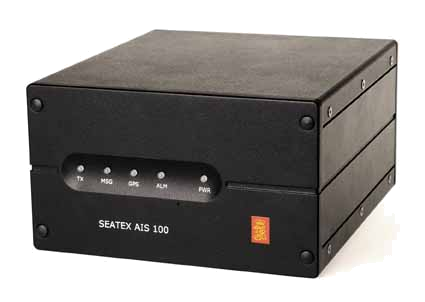 TX MSG GPS ALM PWR
SEATEX AIS 100